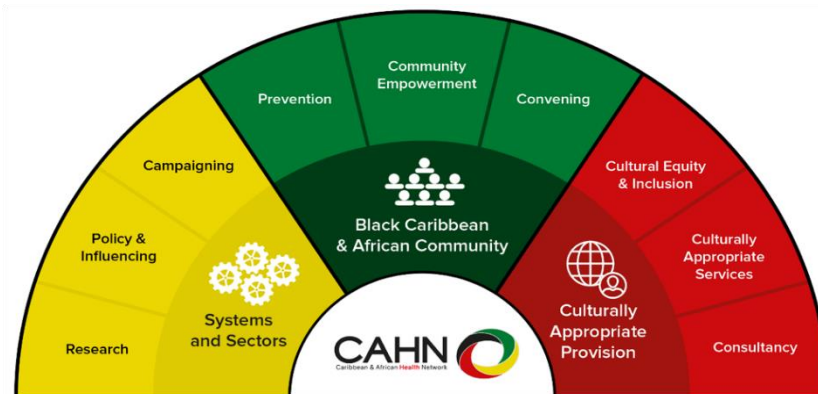 Research
Policy &
Influencing
Campaigning
Systems
and Sectors
Prevention
Community
Empowerment
Convening
Black Caribbean
& African Community
Cultural Equity
& Inclusion
Culturally
Appropriate
Services
Consultancy
Culturally
Appropriate
Provision
CAHN
Caribbean & African Health Network